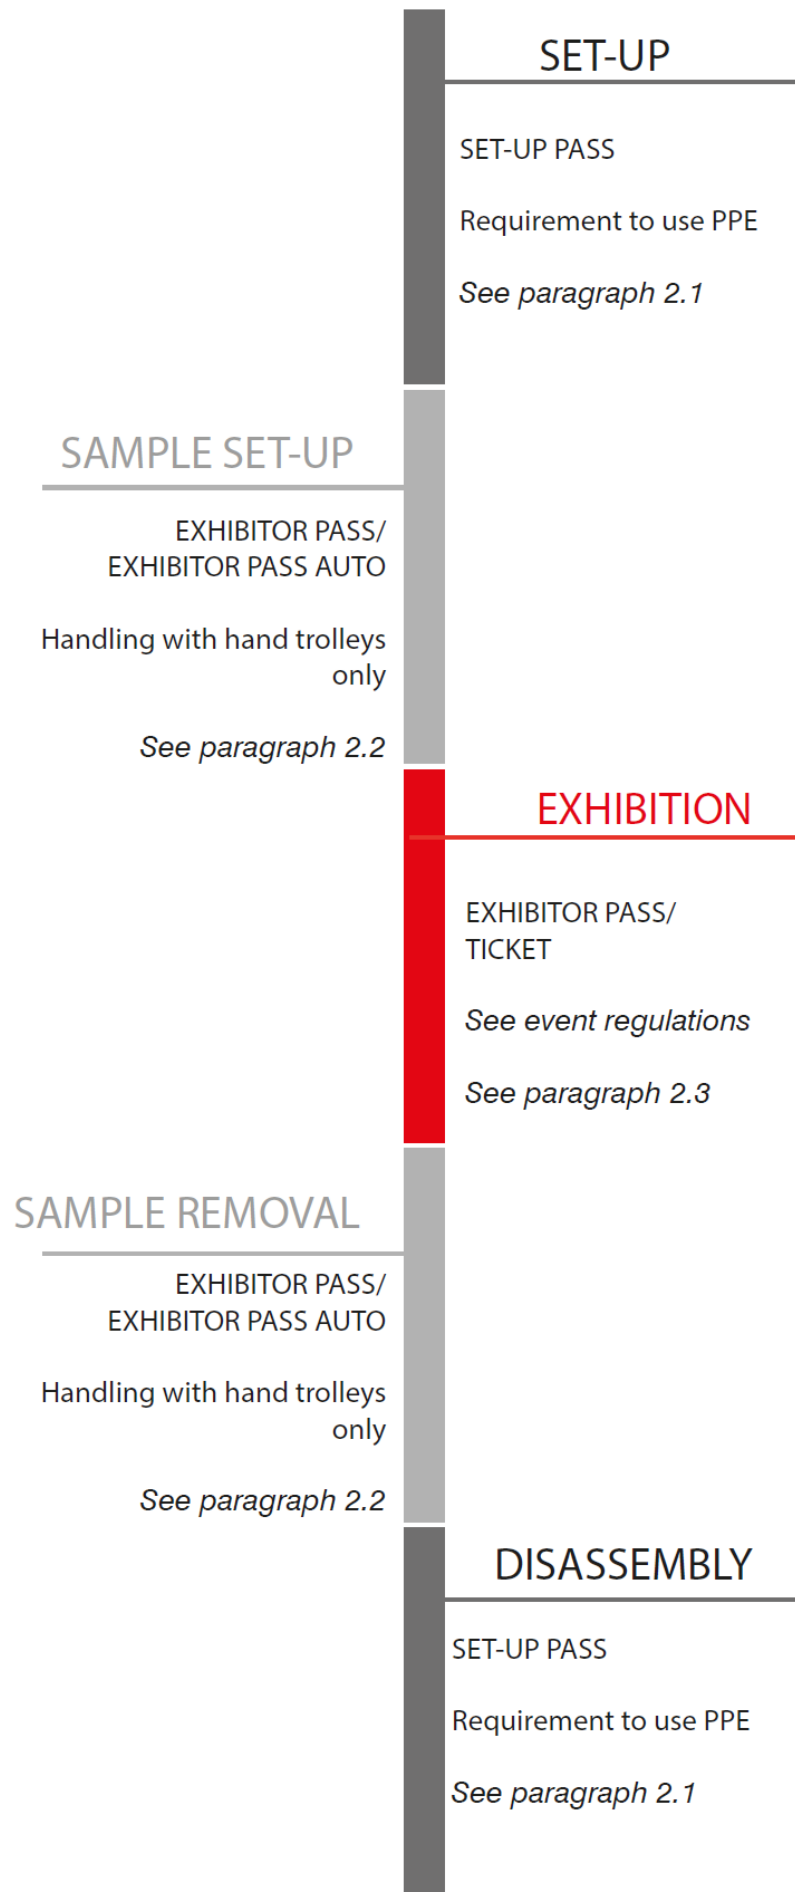 SET-UP
SET-UP PASS
Requirement to use PPE
See paragraph 2.1
SAMPLE SET-UP
EXHIBITOR PASS/
EXHIBITOR PASS AUTO
Handling with hand trolleys
only
See paragraph 2.2
EXHIBITION
EXHIBITOR PASS/
TICKET
See event regulations
See paragraph 2.3
SAMPLE REMOVAL
EXHIBITOR PASS/
EXHIBITOR PASS AUTO
Handling with hand trolleys
only
See paragraph 2.2
DISASSEMBLY
SET-UP PASS
Requirement to use PPE
See paragraph 2.1